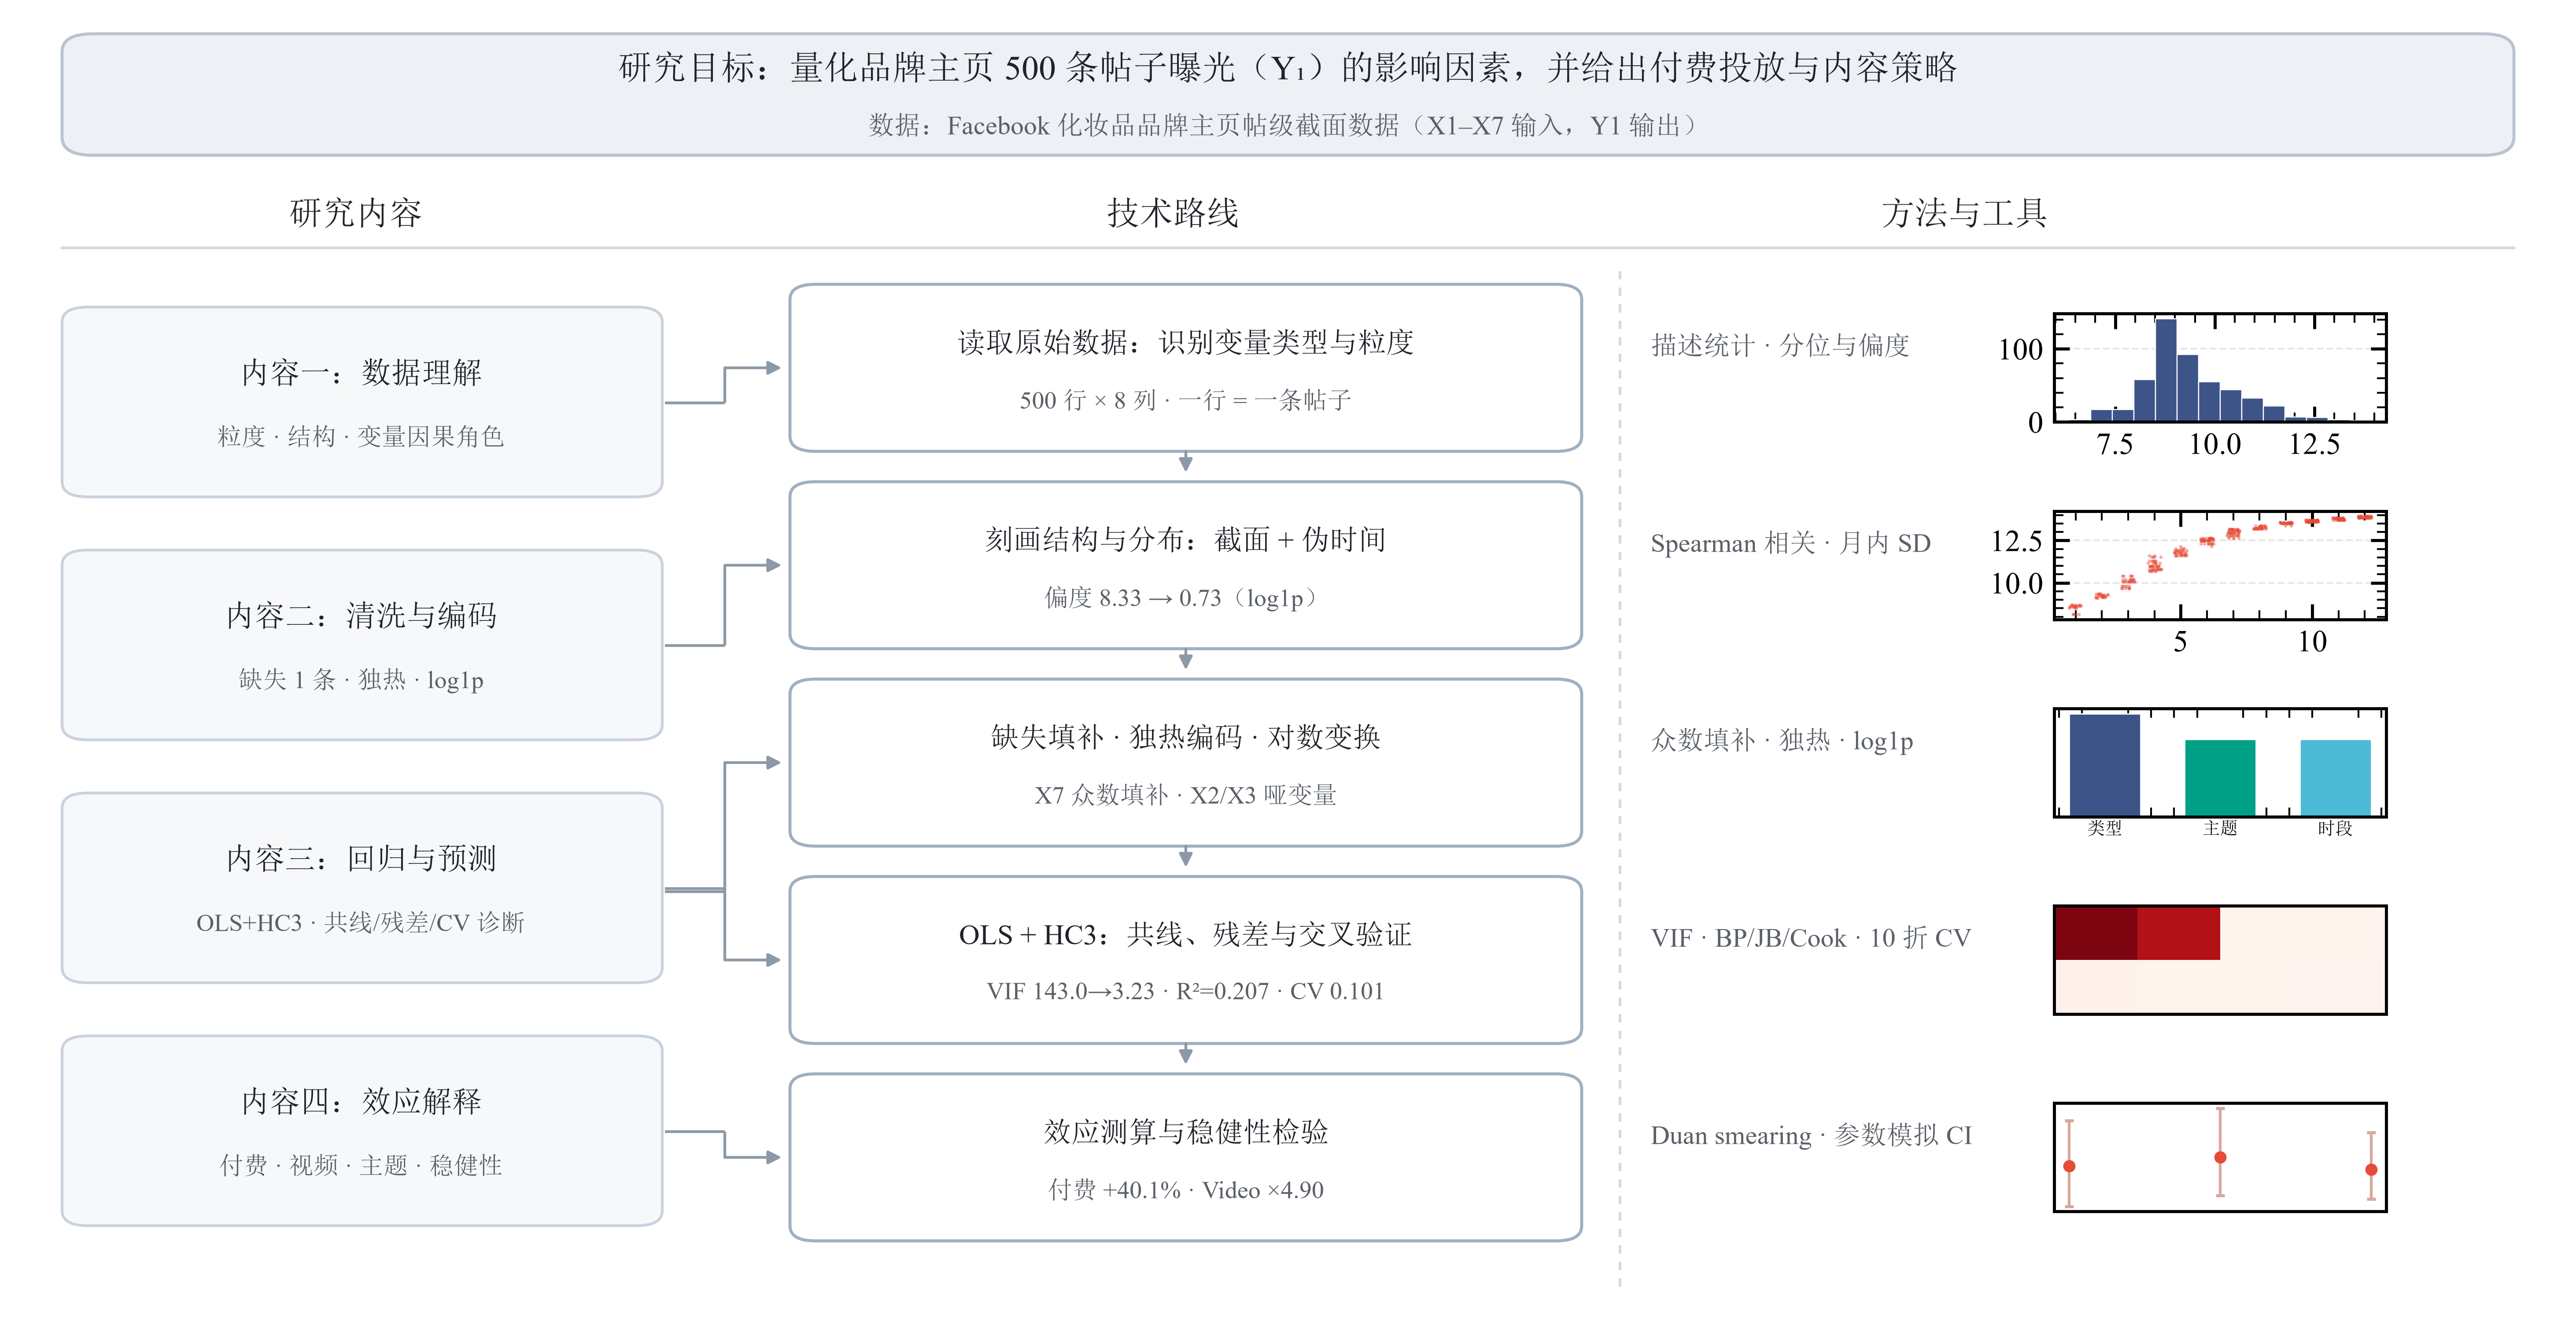 研究目标：量化品牌主页 500 条帖子曝光（Y₁）的影响因素，并给出付费投放与内容策略
数据：Facebook 化妆品品牌主页帖级截面数据（X1–X7 输入，Y1 输出）
研究内容
技术路线
方法与工具
内容一：数据理解
粒度 · 结构 · 变量因果角色
内容二：清洗与编码
缺失 1 条 · 独热 · log1p
内容三：回归与预测
OLS+HC3 · 共线/残差/CV 诊断
内容四：效应解释
付费 · 视频 · 主题 · 稳健性
读取原始数据：识别变量类型与粒度
500 行 × 8 列 · 一行 = 一条帖子
刻画结构与分布：截面 + 伪时间
偏度 8.33 → 0.73（log1p）
缺失填补 · 独热编码 · 对数变换
X7 众数填补 · X2/X3 哑变量
OLS + HC3：共线、残差与交叉验证
VIF 143.0→3.23 · R²=0.207 · CV 0.101
效应测算与稳健性检验
付费 +40.1% · Video ×4.90
描述统计 · 分位与偏度
100
0
7.5 10.0 12.5
Spearman 相关 · 月内 SD
12.5
10.0
5 10
众数填补 · 独热 · log1p
类型 主题 时段
VIF · BP/JB/Cook · 10 折 CV
Duan smearing · 参数模拟 CI